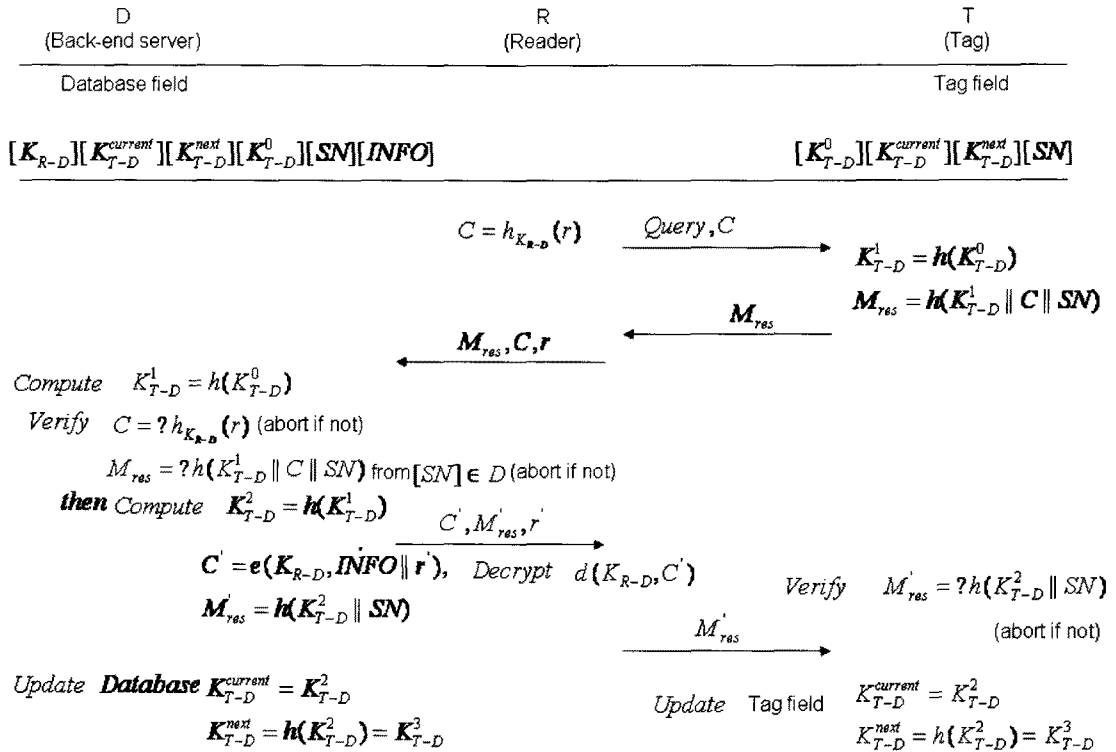 D R T
(Back-end server) (Reader) (Tag)
Database field Tag field
[K_{R-D}][K_{T-D}^{current}][K_{T-D}^{next}][K_{T-D}^{0}][SN][INFO] [K_{T-D}^{0}][K_{T-D}^{current}][K_{T-D}^{next}][SN]
C = h_{K_{R-D}}(r) Query, C
K_{T-D}^{1} = h(K_{T-D}^{0})
M_{res} = h(K_{T-D}^{1} ∥ C ∥ SN)
M_{res}
M_{res}, C, r
Compute K_{T-D}^{1} = h(K_{T-D}^{0})
Verify C = ? h_{K_{R-D}}(r) (abort if not)
M_{res} = ? h(K_{T-D}^{1} ∥ C ∥ SN) from [SN] ∈ D (abort if not)
then Compute K_{T-D}^{2} = h(K_{T-D}^{1})
C', M'_{res}, r'
C' = e(K_{R-D}, INFO ∥ r'), Decrypt d(K_{R-D}, C')
M'_{res} = h(K_{T-D}^{2} ∥ SN)
Verify M'_{res} = ? h(K_{T-D}^{2} ∥ SN)
(abort if not)
M'_{res}
Update Database K_{T-D}^{current} = K_{T-D}^{2}
K_{T-D}^{next} = h(K_{T-D}^{2}) = K_{T-D}^{3}
Update Tag field K_{T-D}^{current} = K_{T-D}^{2}
K_{T-D}^{next} = h(K_{T-D}^{2}) = K_{T-D}^{3}